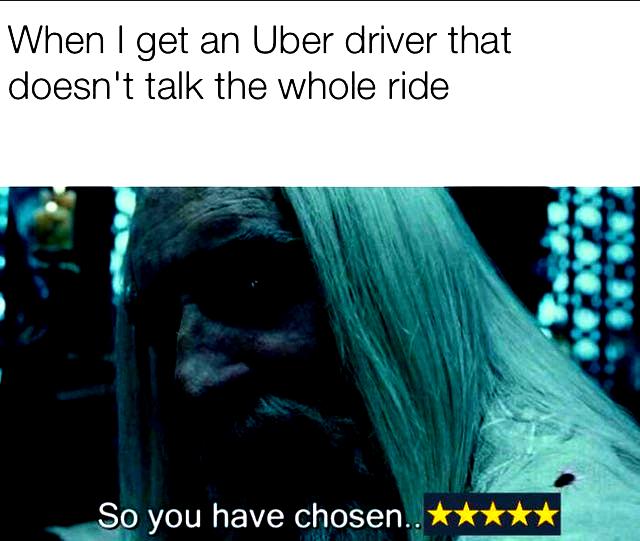 When I get an Uber driver that
doesn't talk the whole ride
So you have chosen..